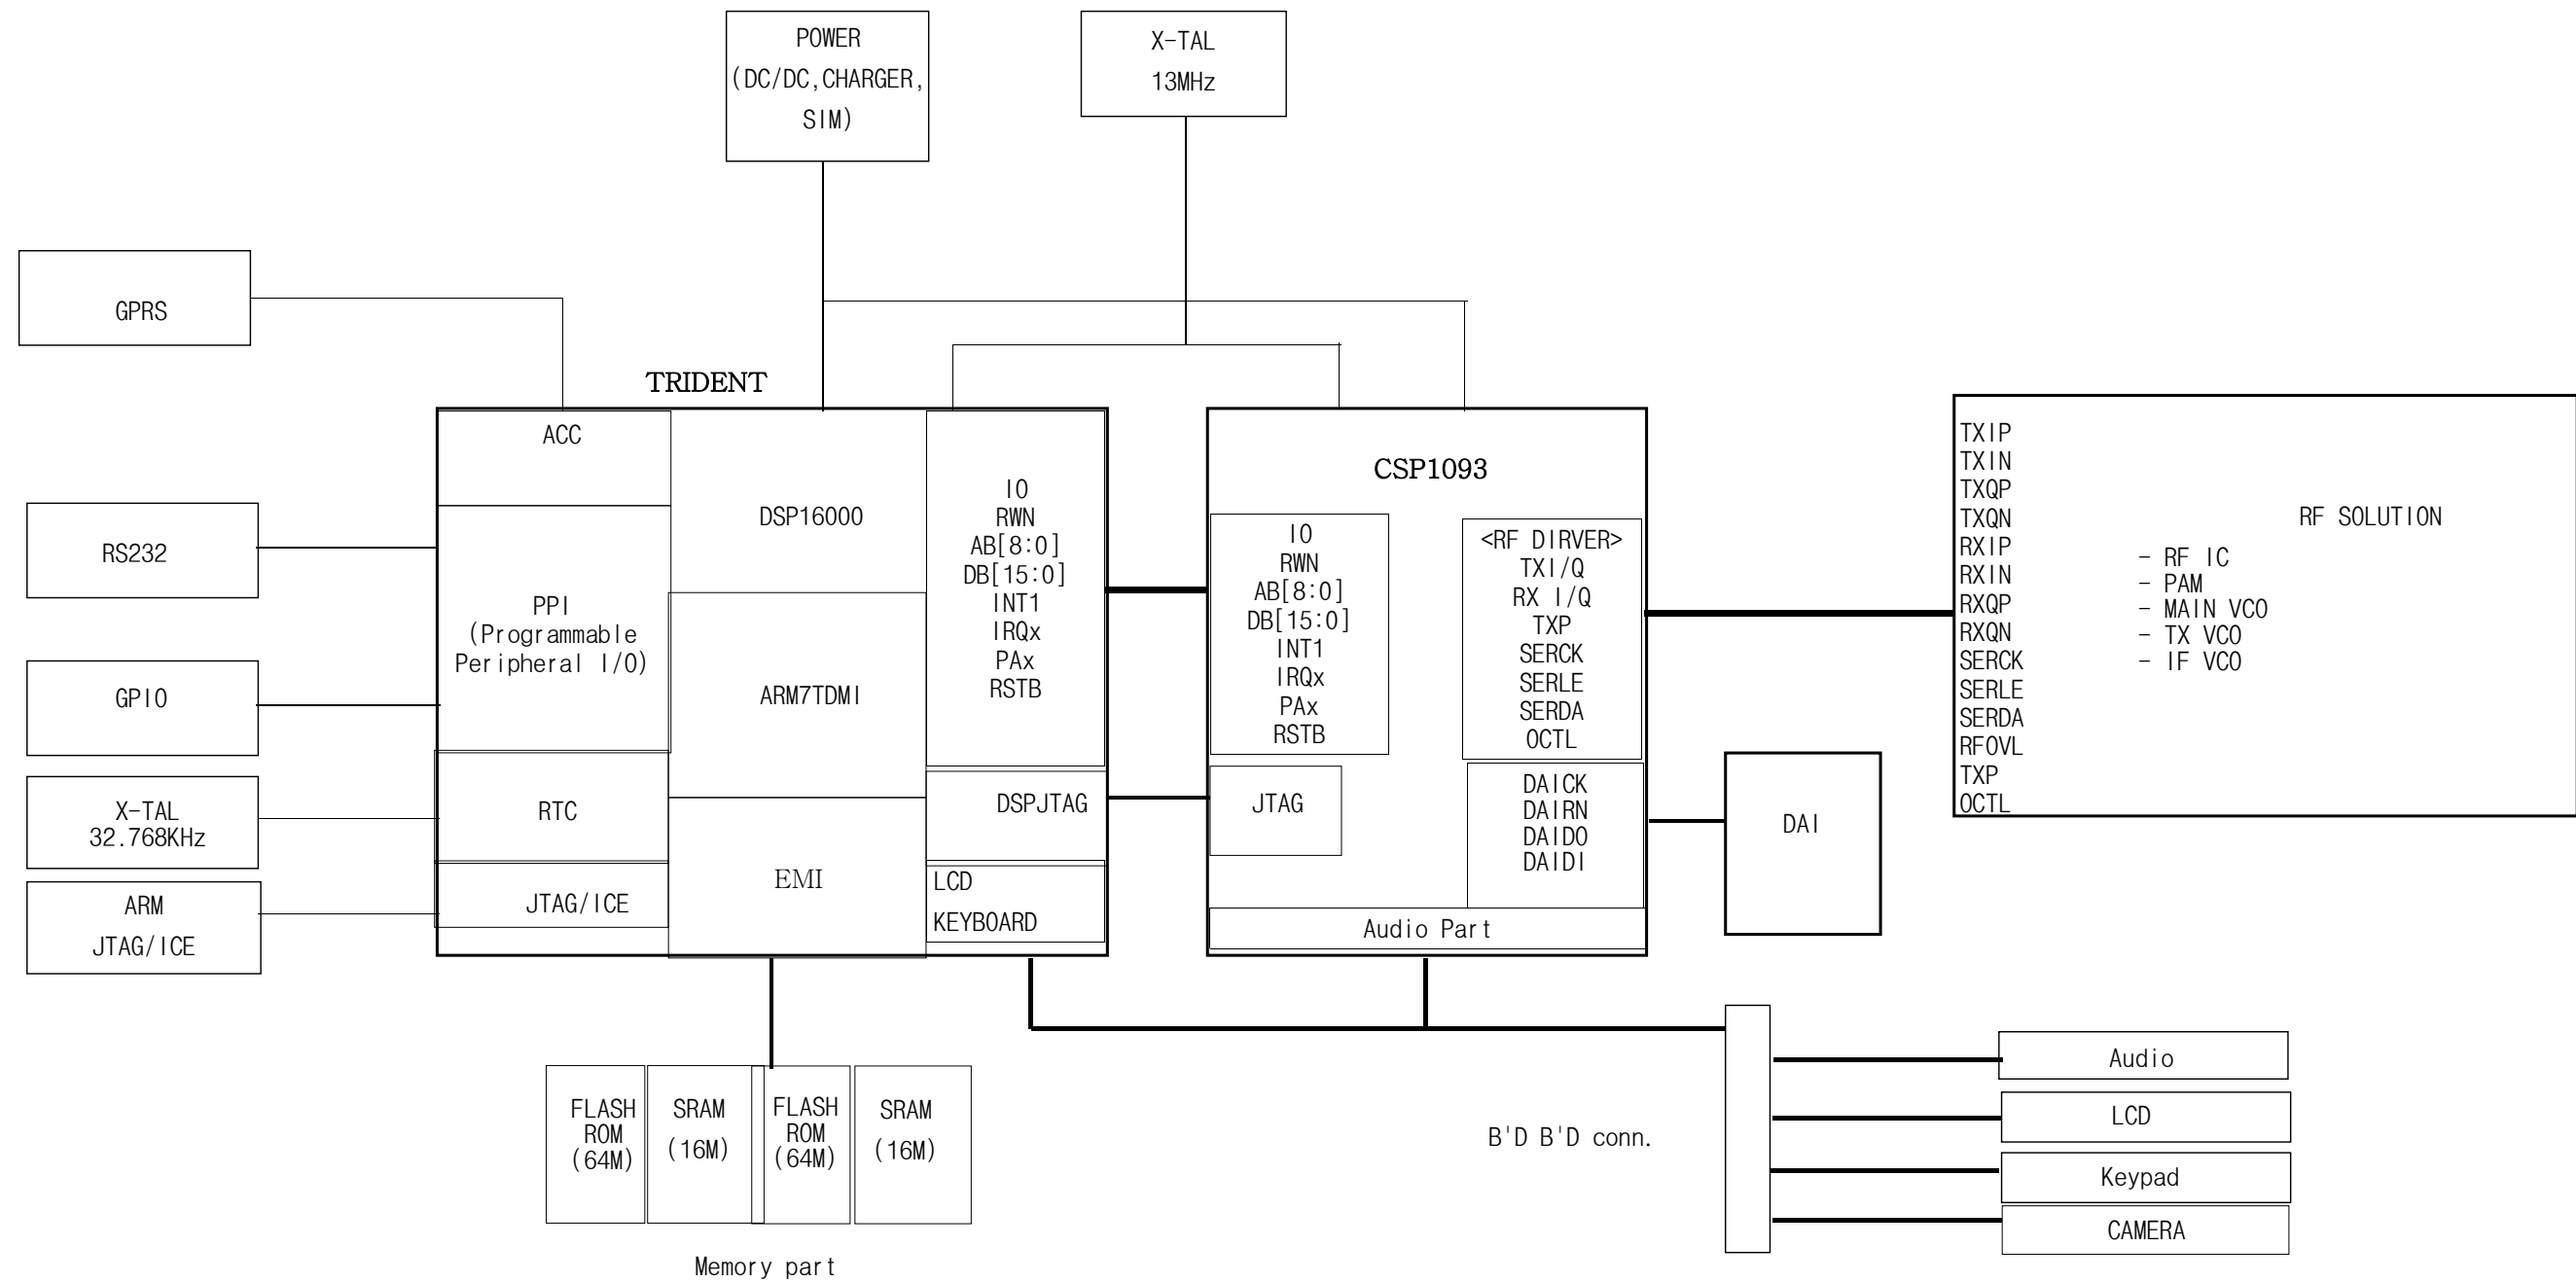 POWER
(DC/DC,CHARGER,
SIM)
X-TAL
13MHz
GPRS
TRIDENT
ACC
DSP16000
IO
RWN
AB[8:0]
DB[15:0]
INT1
IRQx
PAx
RSTB
RS232
PPI
(Programmable
Peripheral I/O)
GPIO
ARM7TDMI
X-TAL
32.768KHz
RTC
DSPJTAG
ARM
JTAG/ICE
JTAG/ICE
EMI
LCD
KEYBOARD
CSP1093
IO
RWN
AB[8:0]
DB[15:0]
INT1
IRQx
PAx
RSTB
<RF DIRVER>
TXI/Q
RX I/Q
TXP
SERCK
SERLE
SERDA
OCTL
JTAG
DAICK
DAIRN
DAIDO
DAIDI
Audio Part
DAI
TXIP
TXIN
TXQP
TXQN
RXIP
RXIN
RXQP
RXQN
SERCK
SERLE
SERDA
RFOVL
TXP
OCTL
RF SOLUTION
- RF IC
- PAM
- MAIN VCO
- TX VCO
- IF VCO
FLASH
ROM
(64M)
SRAM
(16M)
FLASH
ROM
(64M)
SRAM
(16M)
Memory part
B'D B'D conn.
Audio
LCD
Keypad
CAMERA